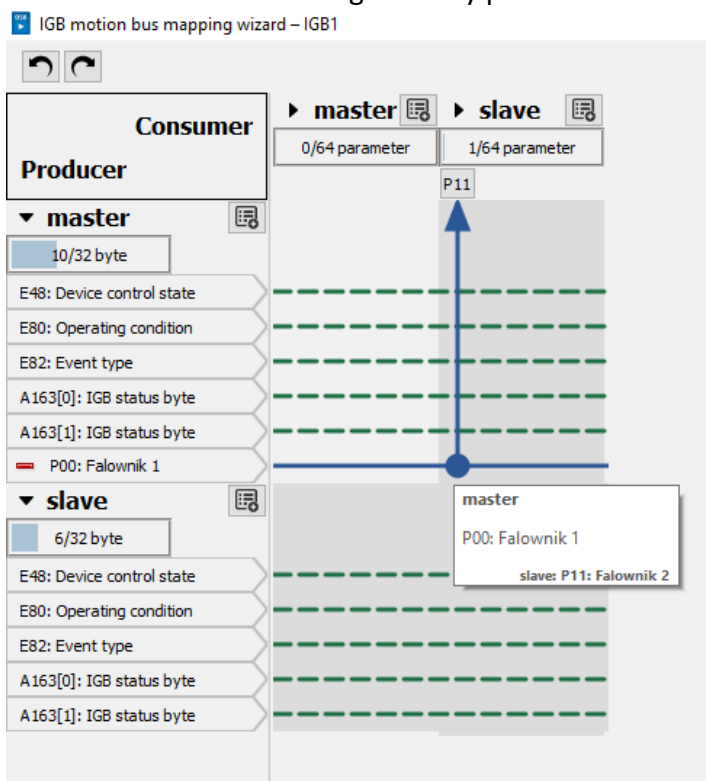 IGB motion bus mapping wizard – IGB1
Consumer
Producer
master
0/64 parameter
slave
1/64 parameter
P11
master
10/32 byte
E48: Device control state
E80: Operating condition
E82: Event type
A163[0]: IGB status byte
A163[1]: IGB status byte
P00: Falownik 1
master
P00: Falownik 1
slave: P11: Falownik 2
slave
6/32 byte
E48: Device control state
E80: Operating condition
E82: Event type
A163[0]: IGB status byte
A163[1]: IGB status byte